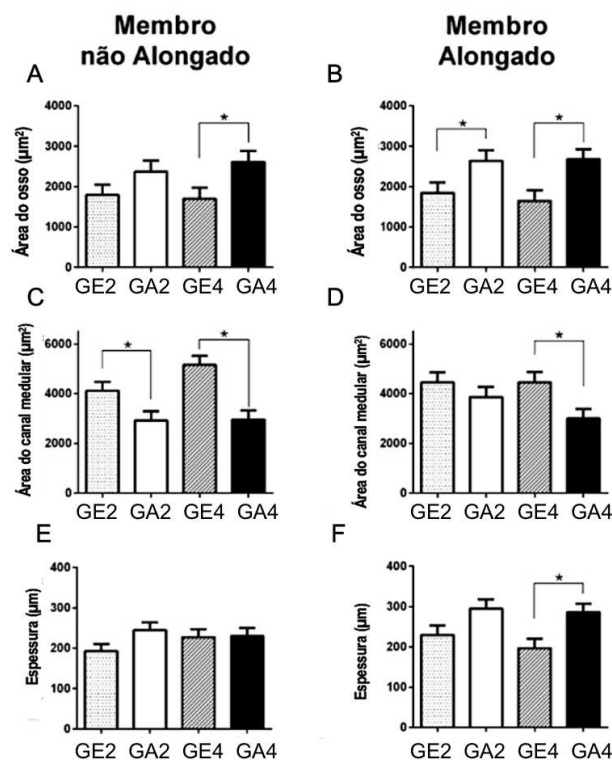 Membro
não Alongado
Membro
Alongado
A
Área do osso (µm²)
4000
3000
2000
1000
0
*
GE2 GA2 GE4 GA4
B
Área do osso (µm²)
4000
3000
2000
1000
0
*
*
GE2 GA2 GE4 GA4
C
Área do canal medular (µm²)
6000
4000
2000
0
*
*
GE2 GA2 GE4 GA4
D
Área do canal medular (µm²)
6000
4000
2000
0
*
GE2 GA2 GE4 GA4
E
Espessura (µm)
400
300
200
100
0
GE2 GA2 GE4 GA4
F
Espessura (µm)
400
300
200
100
0
*
GE2 GA2 GE4 GA4